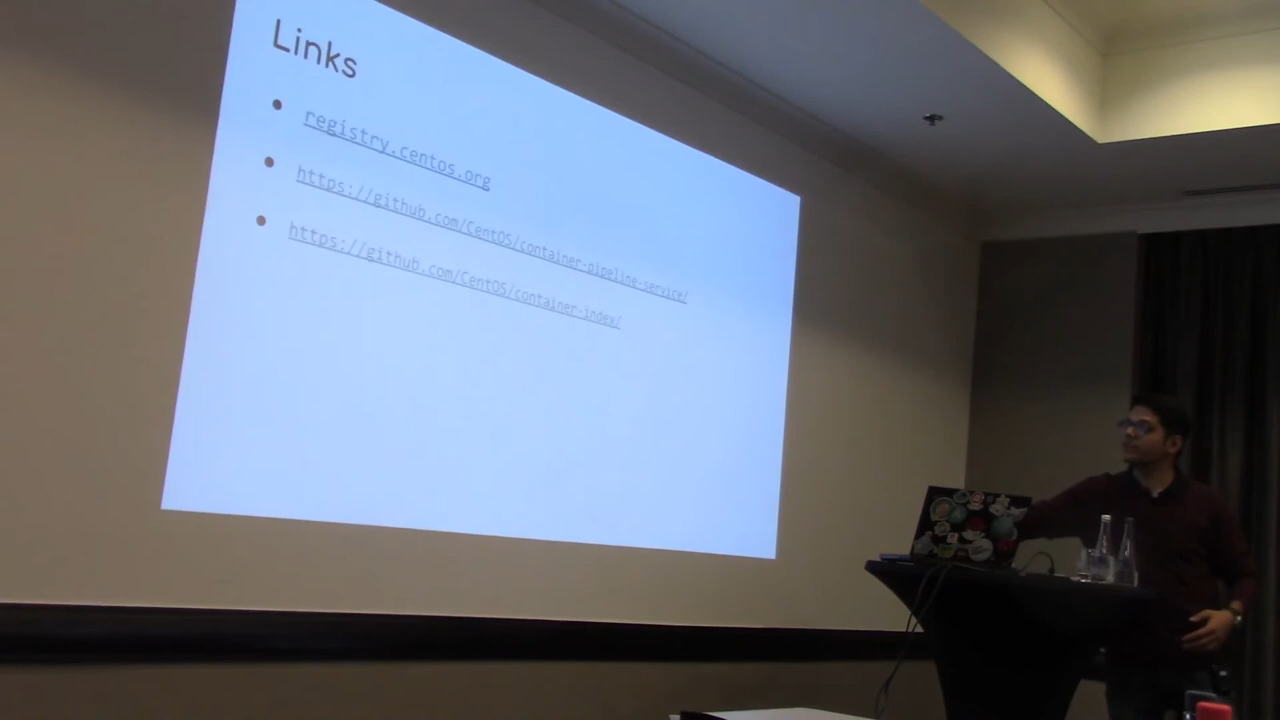 Links
registry.centos.org
https://github.com/CentOS/container-pipeline-service/
https://github.com/CentOS/container-index/